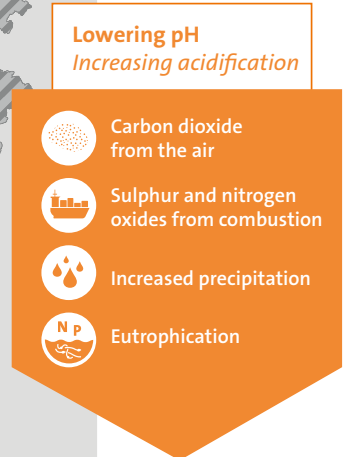 Lowering pH
Increasing acidification
Carbon dioxide
from the air
Sulphur and nitrogen
oxides from combustion
Increased precipitation
N P
Eutrophication